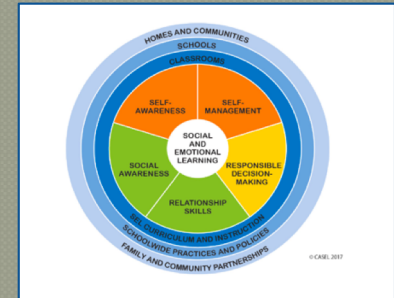 HOMES AND COMMUNITIES
SCHOOLS
CLASSROOMS
SELF-
AWARENESS
SELF-
MANAGEMENT
SOCIAL
AND
EMOTIONAL
LEARNING
SOCIAL
AWARENESS
RESPONSIBLE
DECISION-
MAKING
RELATIONSHIP
SKILLS
SEL CURRICULUM AND INSTRUCTION
SCHOOLWIDE PRACTICES AND POLICIES
FAMILY AND COMMUNITY PARTNERSHIPS
© CASEL 2017